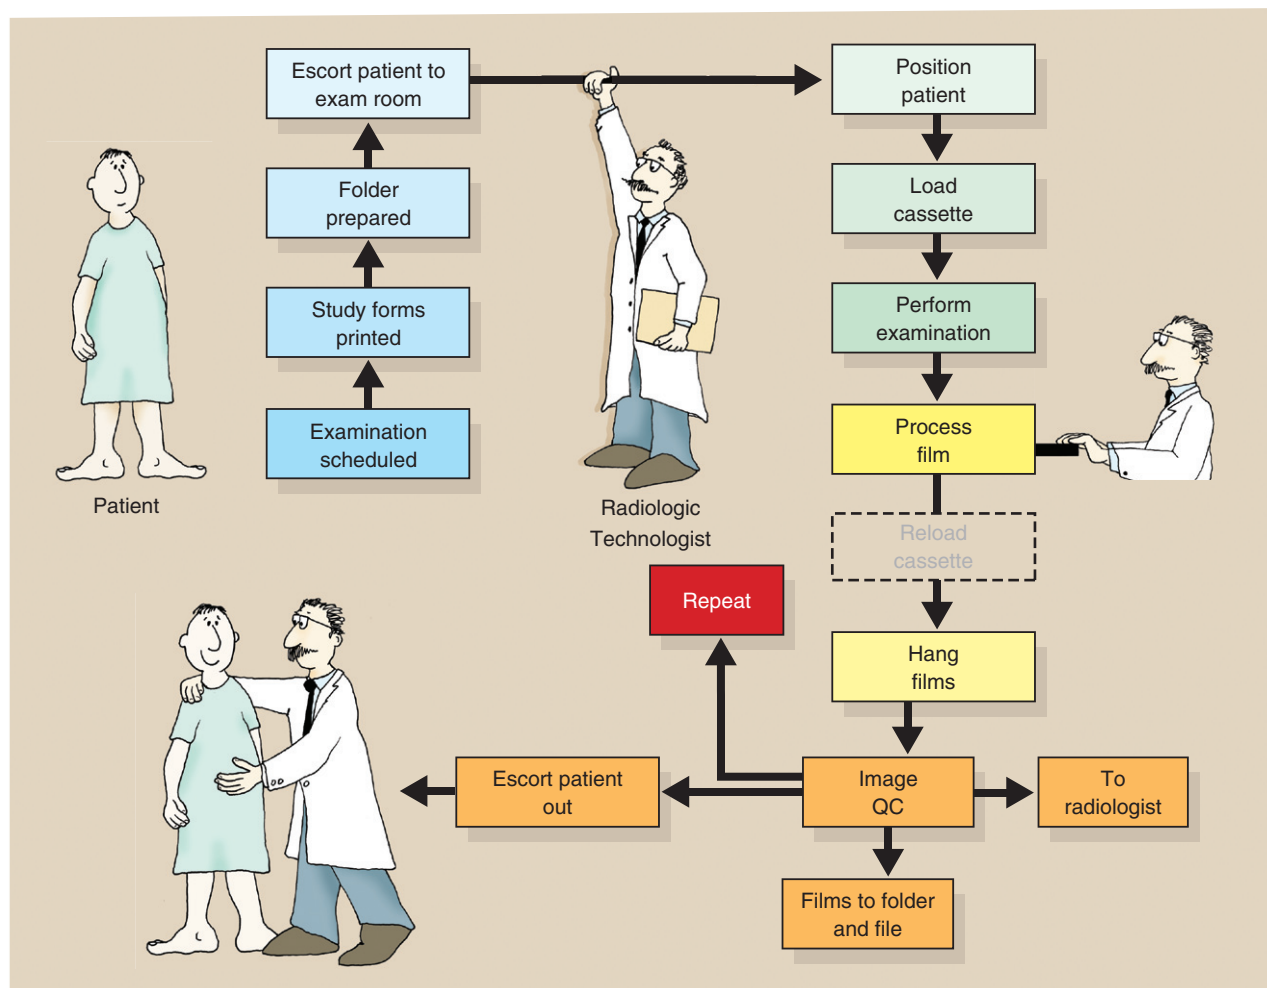 Escort patient to
exam room
Position
patient
Folder
prepared
Load
cassette
Study forms
printed
Perform
examination
Examination
scheduled
Process
film
Patient
Radiologic
Technologist
Reload
cassette
Repeat
Hang
films
Escort patient
out
Image
QC
To
radiologist
Films to folder
and file